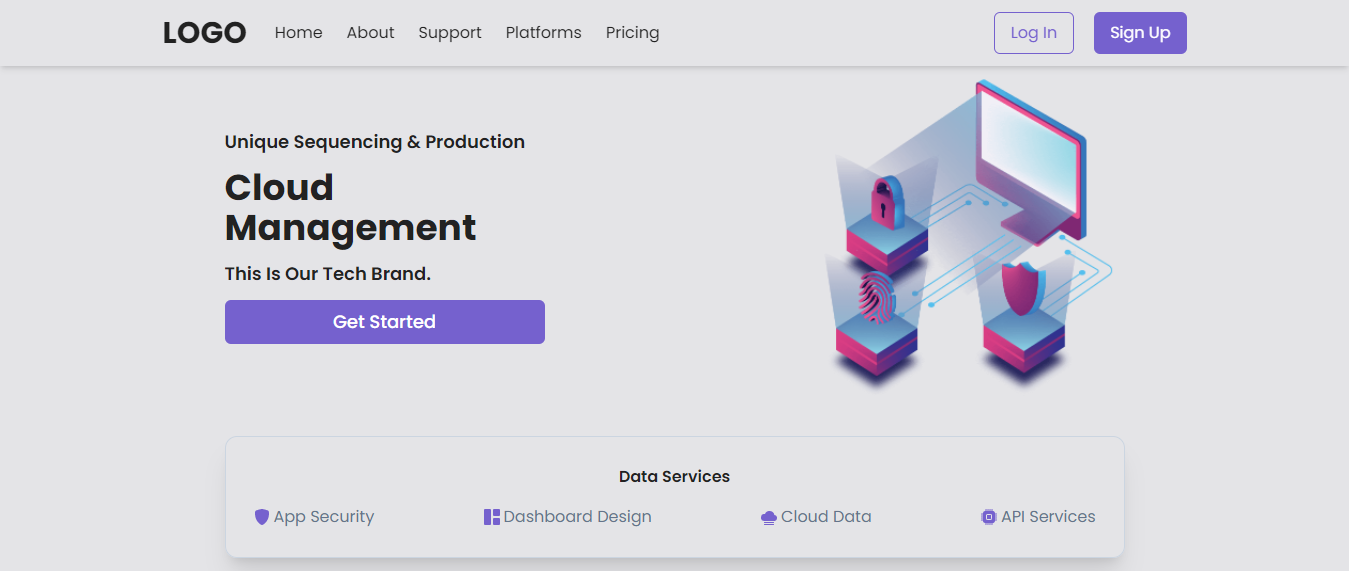 LOGO Home About Support Platforms Pricing Log In Sign Up
Unique Sequencing & Production
Cloud
Management
This Is Our Tech Brand.
Get Started
Data Services
App Security Dashboard Design Cloud Data API Services